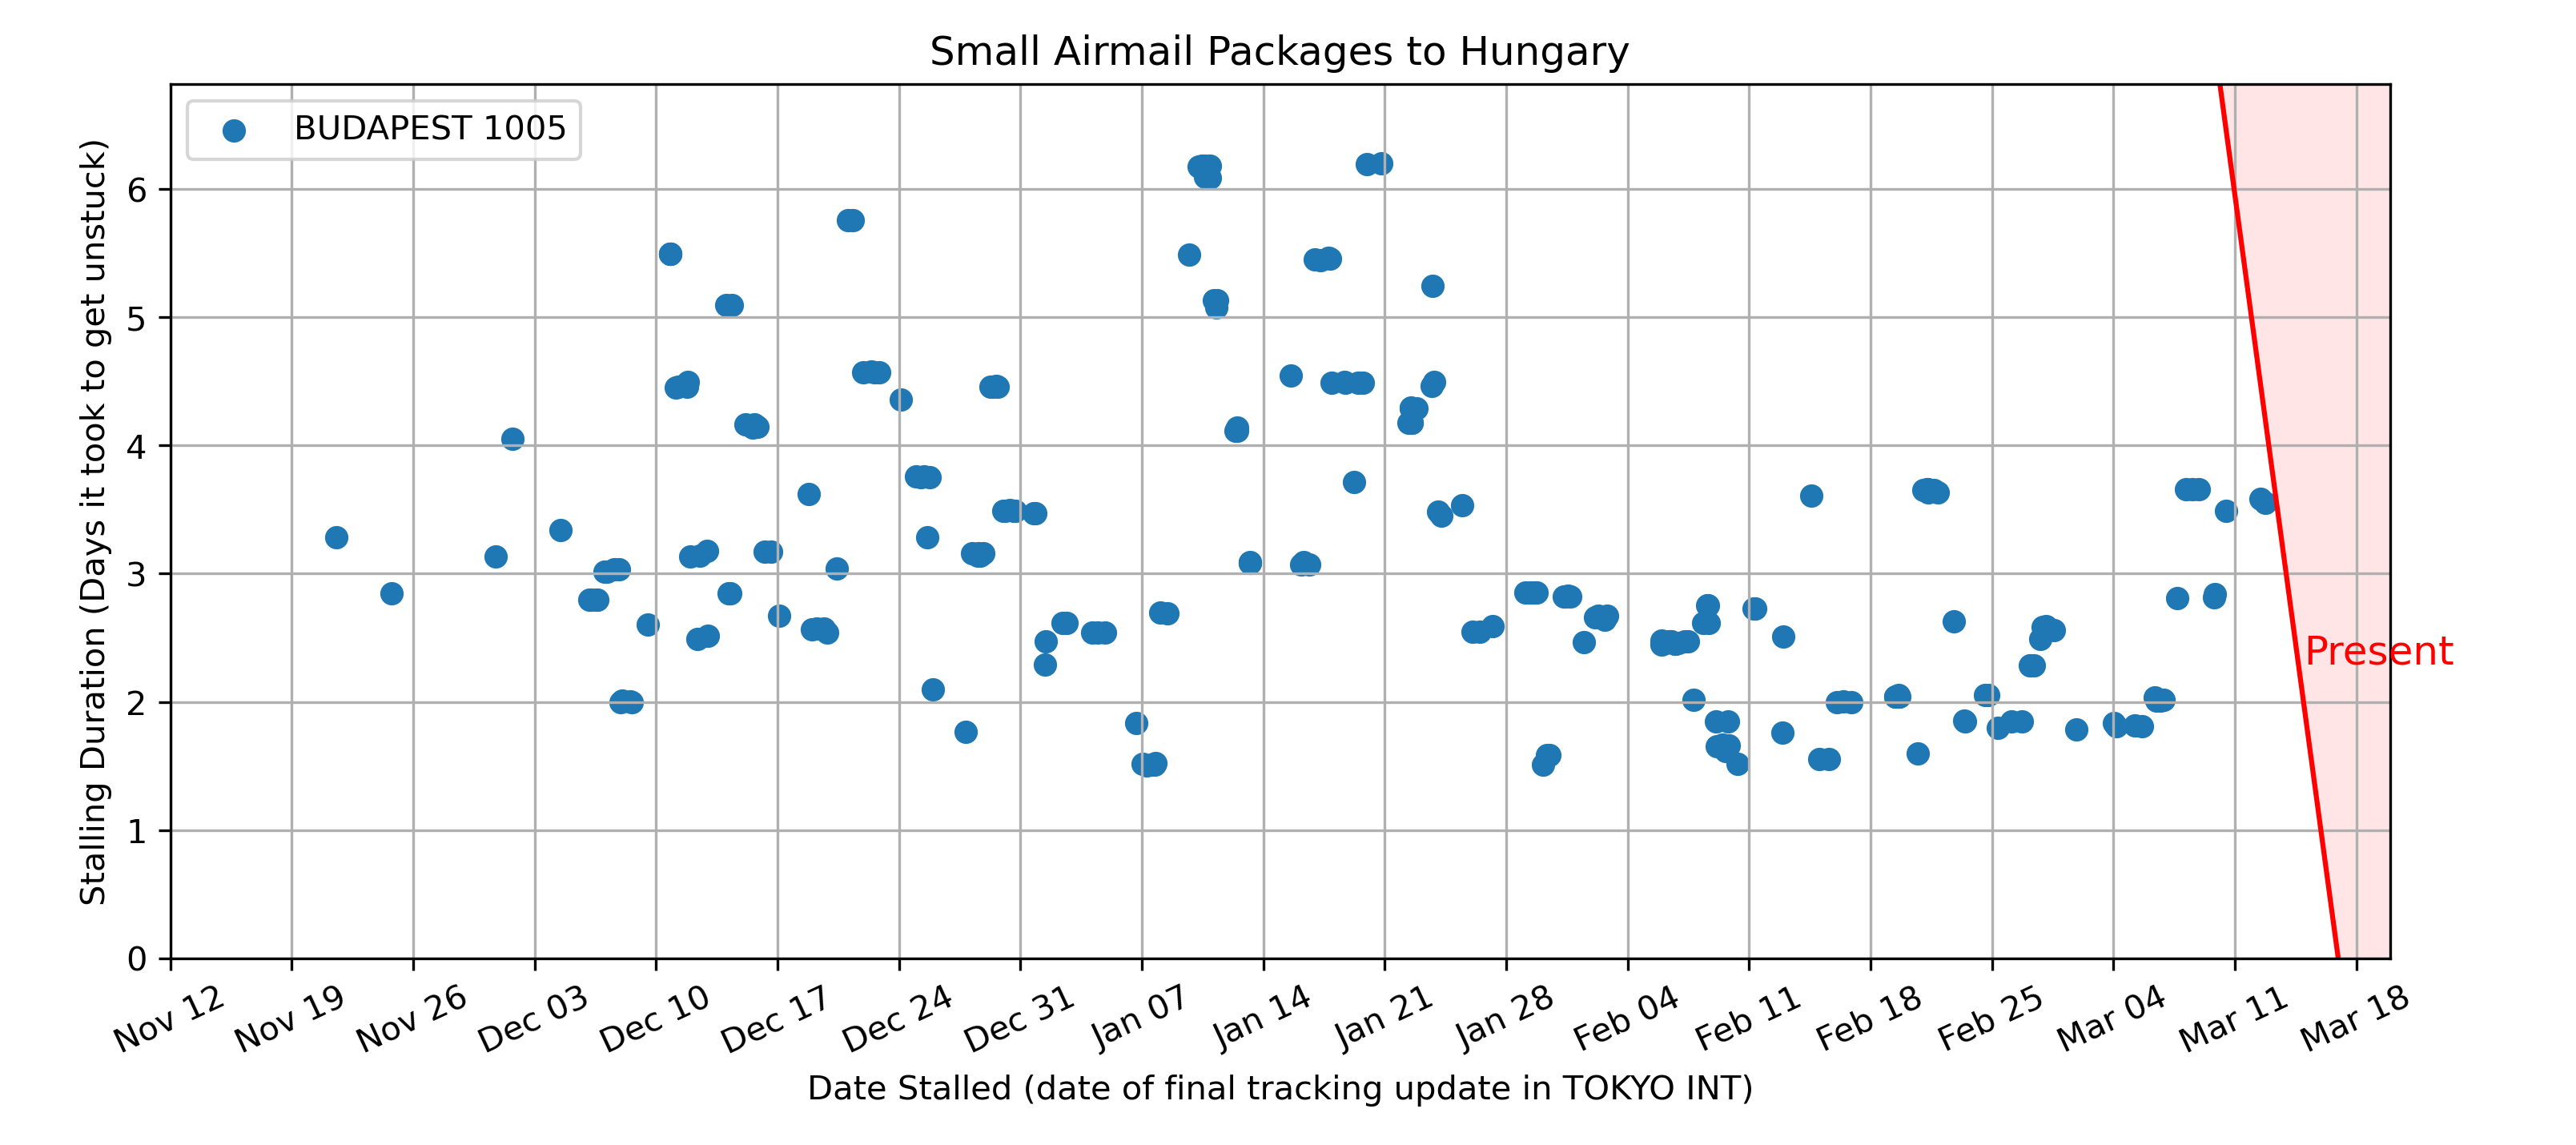 Small Airmail Packages to Hungary
BUDAPEST 1005
Stalling Duration (Days it took to get unstuck)
6
5
4
3
2
1
0
Present
Nov 12
Nov 19
Nov 26
Dec 03
Dec 10
Dec 17
Dec 24
Dec 31
Jan 07
Jan 14
Jan 21
Jan 28
Feb 04
Feb 11
Feb 18
Feb 25
Mar 04
Mar 11
Mar 18
Date Stalled (date of final tracking update in TOKYO INT)